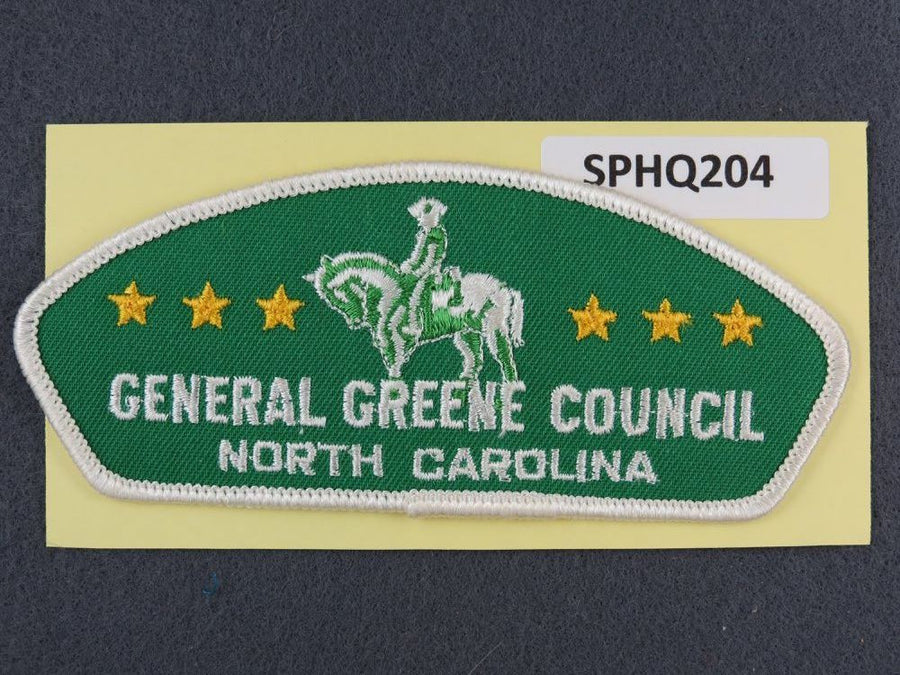 SPHQ204
GENERAL GREENE COUNCIL
NORTH CAROLINA